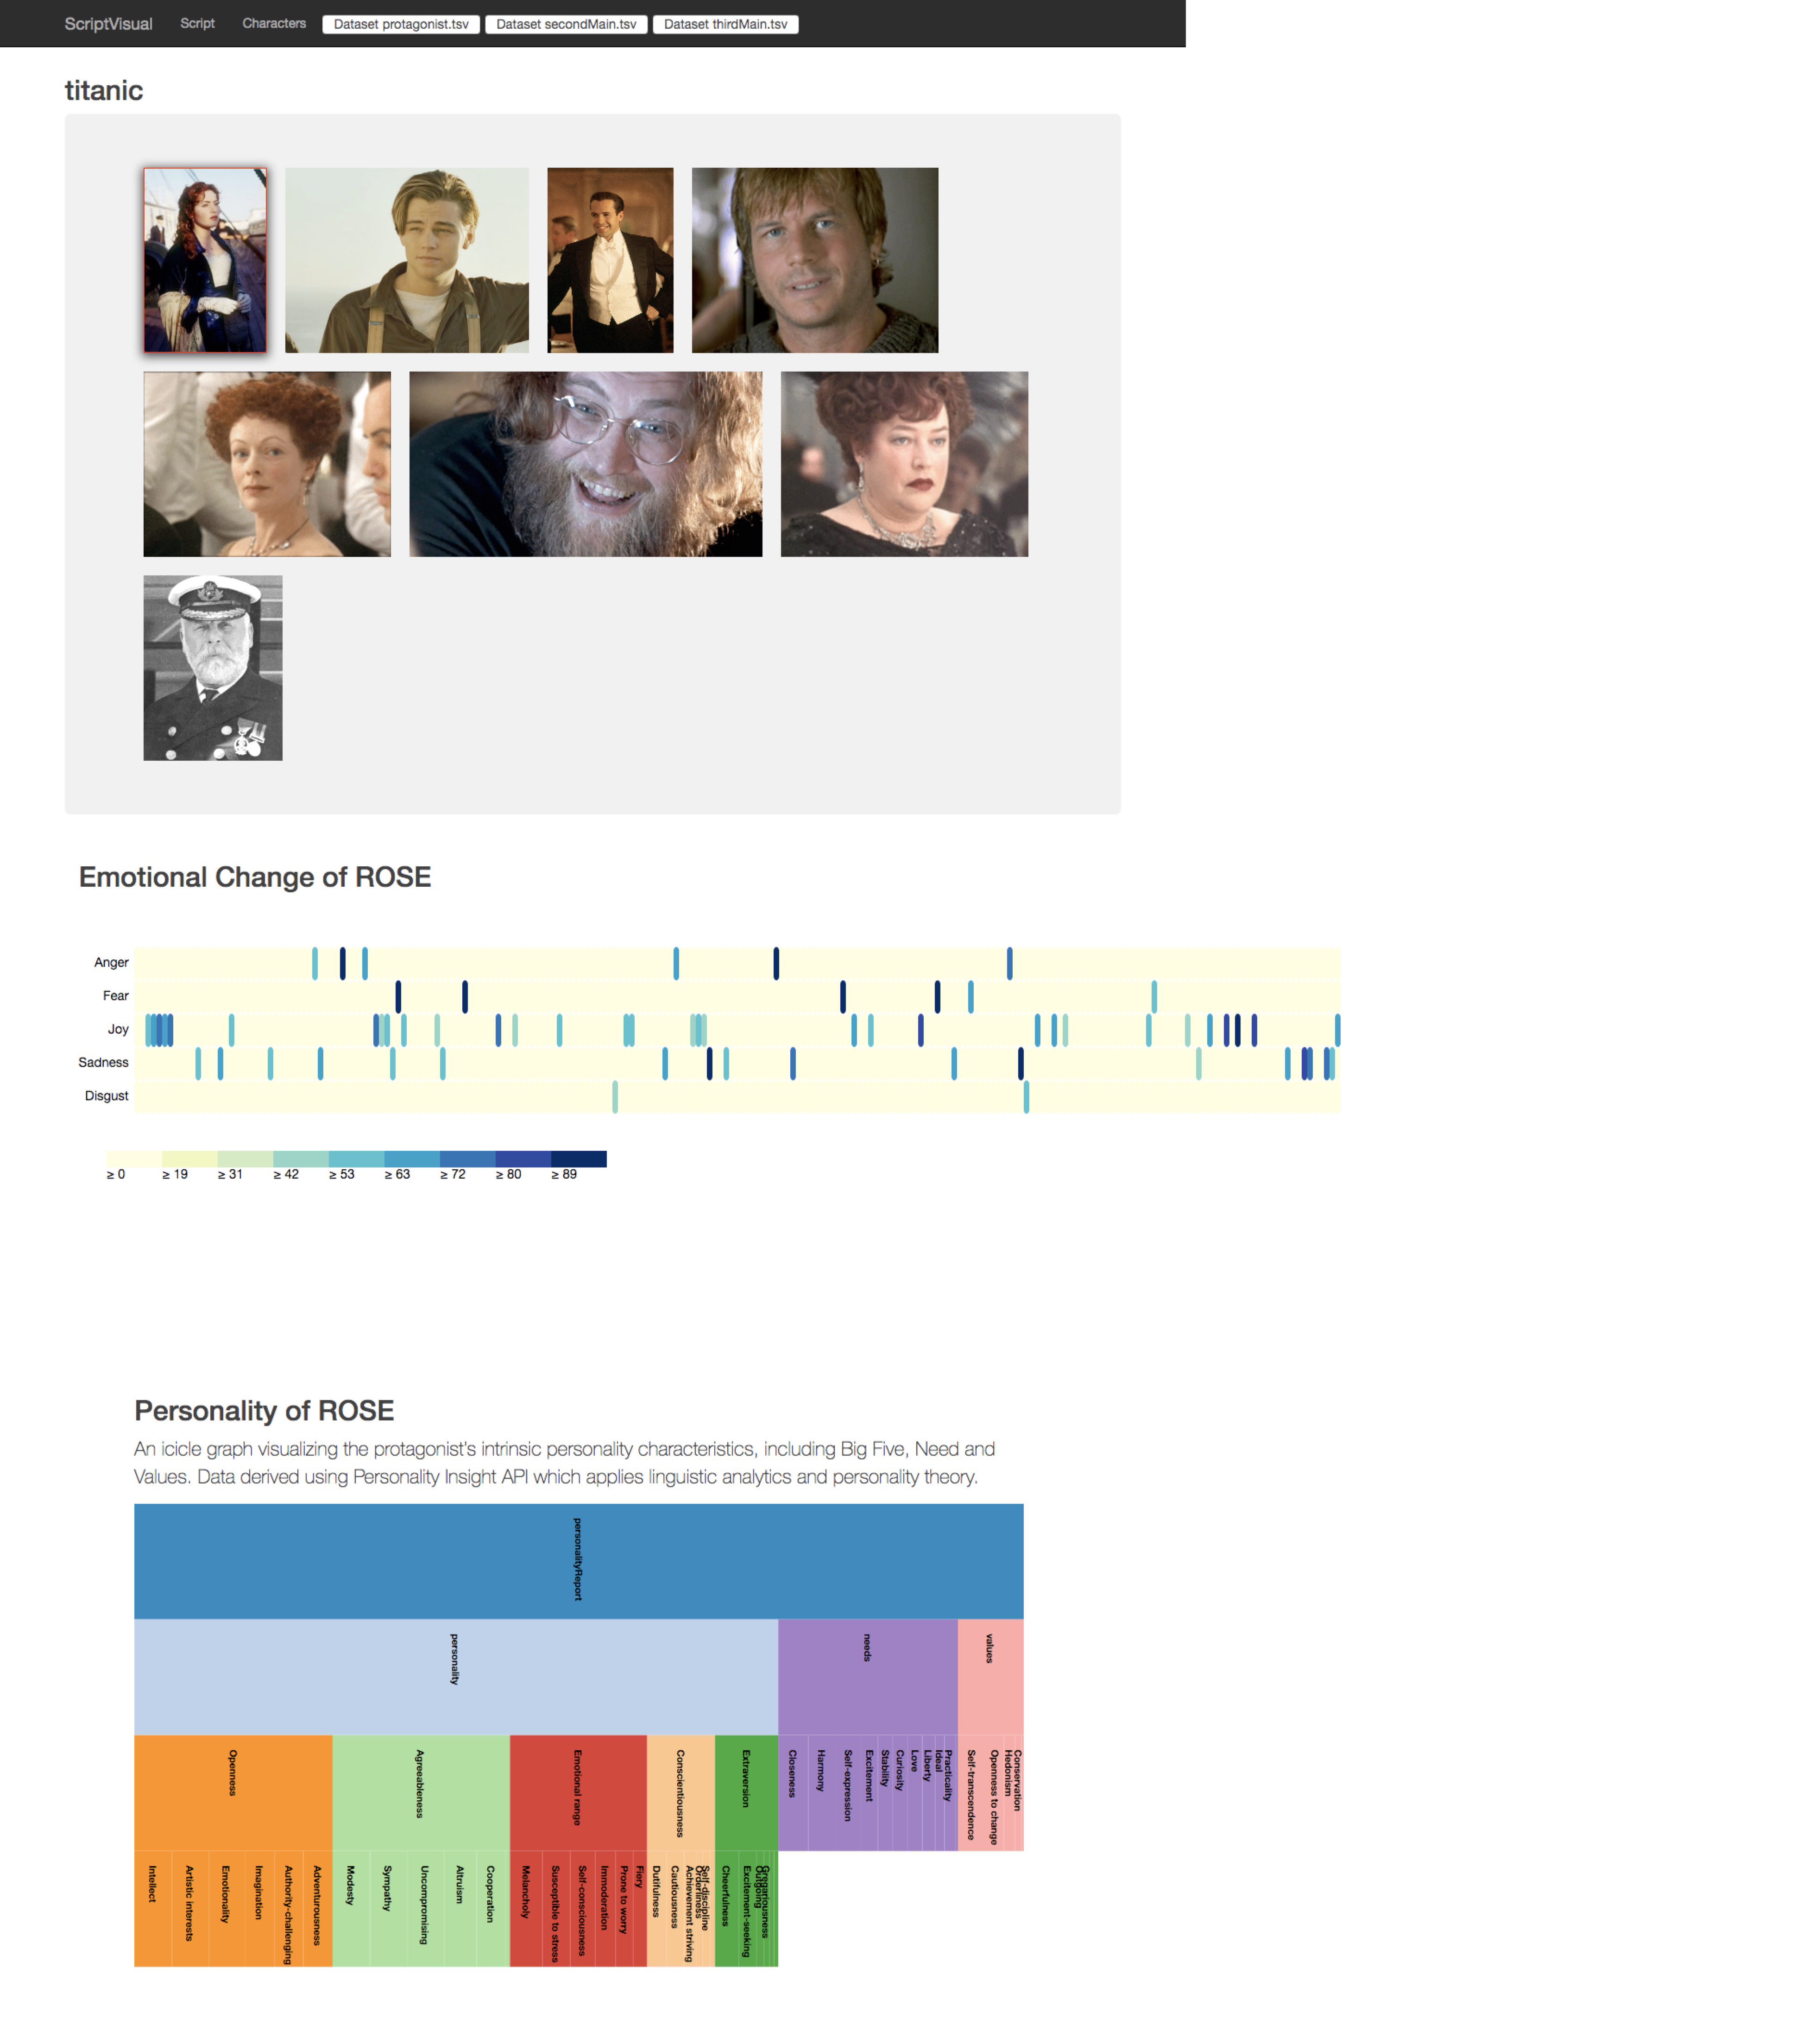 ScriptVisual Script Characters Dataset protagonist.tsv Dataset secondMain.tsv Dataset thirdMain.tsv
titanic
Emotional Change of ROSE
Anger
Fear
Joy
Sadness
Disgust
≥ 0 ≥ 19 ≥ 31 ≥ 42 ≥ 53 ≥ 63 ≥ 72 ≥ 80 ≥ 89
Personality of ROSE
An icicle graph visualizing the protagonist's intrinsic personality characteristics, including Big Five, Need and
Values. Data derived using Personality Insight API which applies linguistic analytics and personality theory.
personalityReport
personality
needs
values
Openness
Agreeableness
Emotional range
Conscientiousness
Extraversion
Closeness
Harmony
Self-expression
Excitement
Stability
Curiosity
Love
Liberty
Ideal
Practicality
Self-transcendence
Openness to change
Hedonism
Conservation
Intellect
Artistic interests
Emotionality
Imagination
Authority-challenging
Adventurousness
Modesty
Sympathy
Uncompromising
Altruism
Cooperation
Melancholy
Susceptible to stress
Self-consciousness
Immoderation
Prone to worry
Fiery
Dutifulness
Cautiousness
Achievement striving
Orderliness
Self-discipline
Cheerfulness
Excitement-seeking
Outgoing
Gregariousness